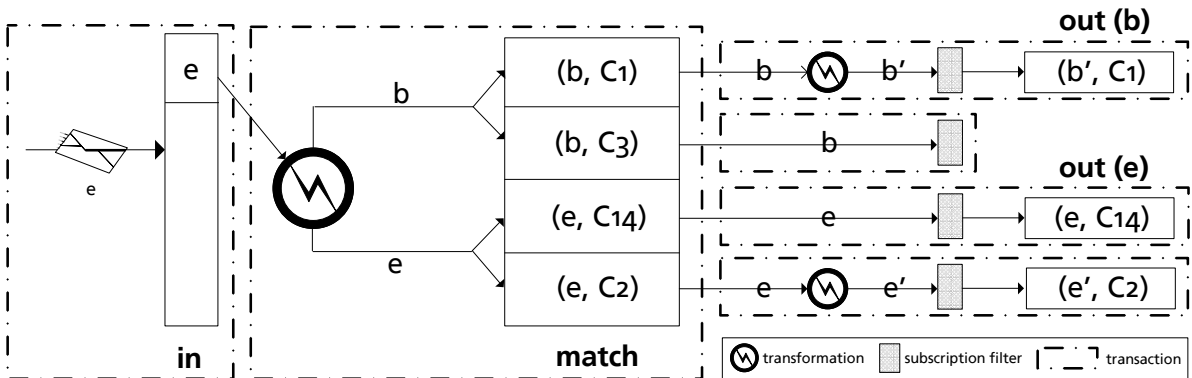 out (b)
e
b
(b, C1)
b
b′
(b′, C1)
(b, C3)
b
out (e)
e
(e, C14)
e
(e, C14)
e
(e, C2)
e
e′
(e′, C2)
in
match
transformation
subscription filter
transaction